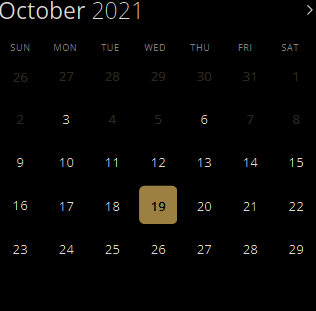 October 2021
SUN MON TUE WED THU FRI SAT
26 27 28 29 30 31 1
2 3 4 5 6 7 8
9 10 11 12 13 14 15
16 17 18 19 20 21 22
23 24 25 26 27 28 29